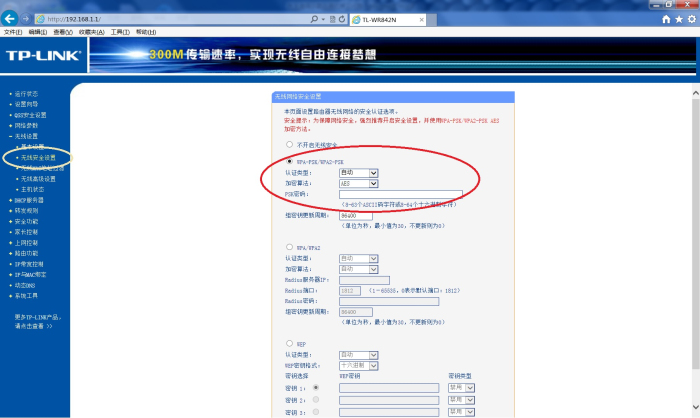 http://192.168.1.1/
TL-WR842N
文件(F) 编辑(E) 查看(V) 收藏夹(A) 工具(T) 帮助(H)
TP-LINK
300M传输速率，实现无线自由连接梦想
运行状态
设置向导
QSS安全设置
网络参数
无线设置
基本设置
无线安全设置
无线高级设置
主机状态
DHCP服务器
转发规则
安全功能
家长控制
上网控制
路由功能
IP带宽控制
IP与MAC绑定
动态DNS
系统工具
更多TP-LINK产品，
请点击查看 >>
无线网络安全设置
本页面设置路由器无线网络的安全认证选项。
安全提示：为保障网络安全，强烈推荐开启安全设置，并使用WPA-PSK/WPA2-PSK AES
加密方法。
不开启无线安全
WPA-PSK/WPA2-PSK
认证类型： 自动
加密算法： AES
PSK密码：
（8-63个ASCII码字符或8-64个十六进制字符）
组密钥更新周期： 86400
（单位为秒，最小值为30，不更新则为0）
WPA/WPA2
认证类型： 自动
加密算法： 自动
Radius服务器IP：
Radius端口： 1812 （1-65535，0表示默认端口：1812）
Radius密码：
组密钥更新周期： 86400
（单位为秒，最小值为30，不更新则为0）
WEP
认证类型： 自动
WEP密钥格式： 十六进制
密钥选择 WEP密钥 密钥类型
密钥 1： 禁用
密钥 2： 禁用
密钥 3： 禁用